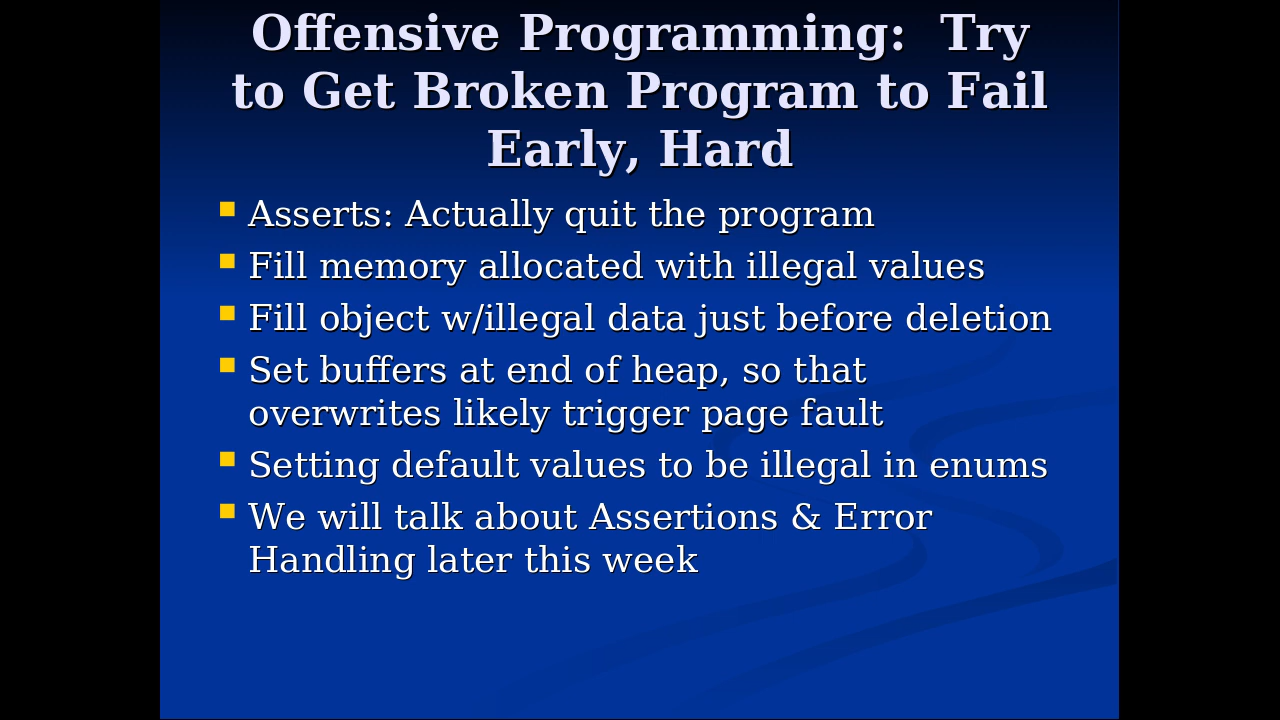 Offensive Programming:  Try
to Get Broken Program to Fail
Early, Hard
Asserts: Actually quit the program
Fill memory allocated with illegal values
Fill object w/illegal data just before deletion
Set buffers at end of heap, so that
overwrites likely trigger page fault
Setting default values to be illegal in enums
We will talk about Assertions & Error
Handling later this week